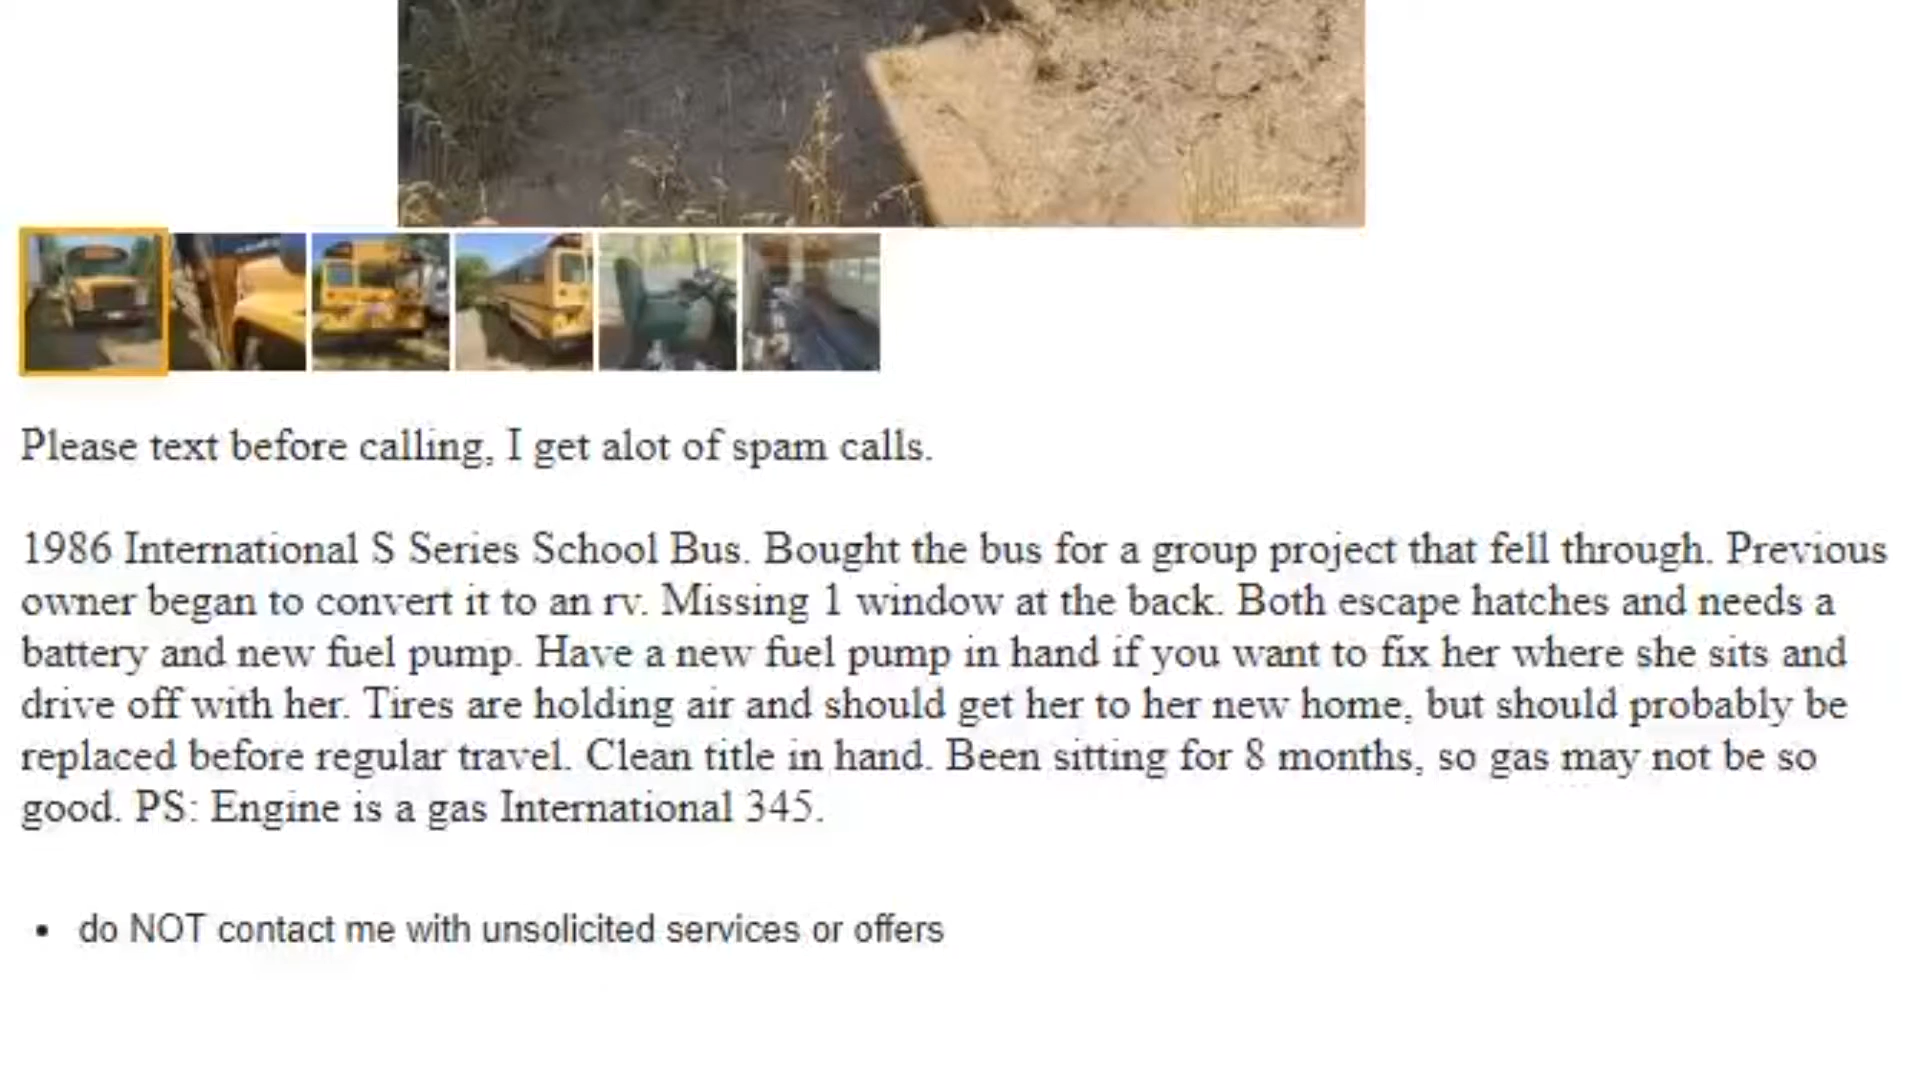 Please text before calling, I get alot of spam calls.
1986 International S Series School Bus. Bought the bus for a group project that fell through. Previous
owner began to convert it to an rv. Missing 1 window at the back. Both escape hatches and needs a
battery and new fuel pump. Have a new fuel pump in hand if you want to fix her where she sits and
drive off with her. Tires are holding air and should get her to her new home, but should probably be
replaced before regular travel. Clean title in hand. Been sitting for 8 months, so gas may not be so
good. PS: Engine is a gas International 345.
• do NOT contact me with unsolicited services or offers